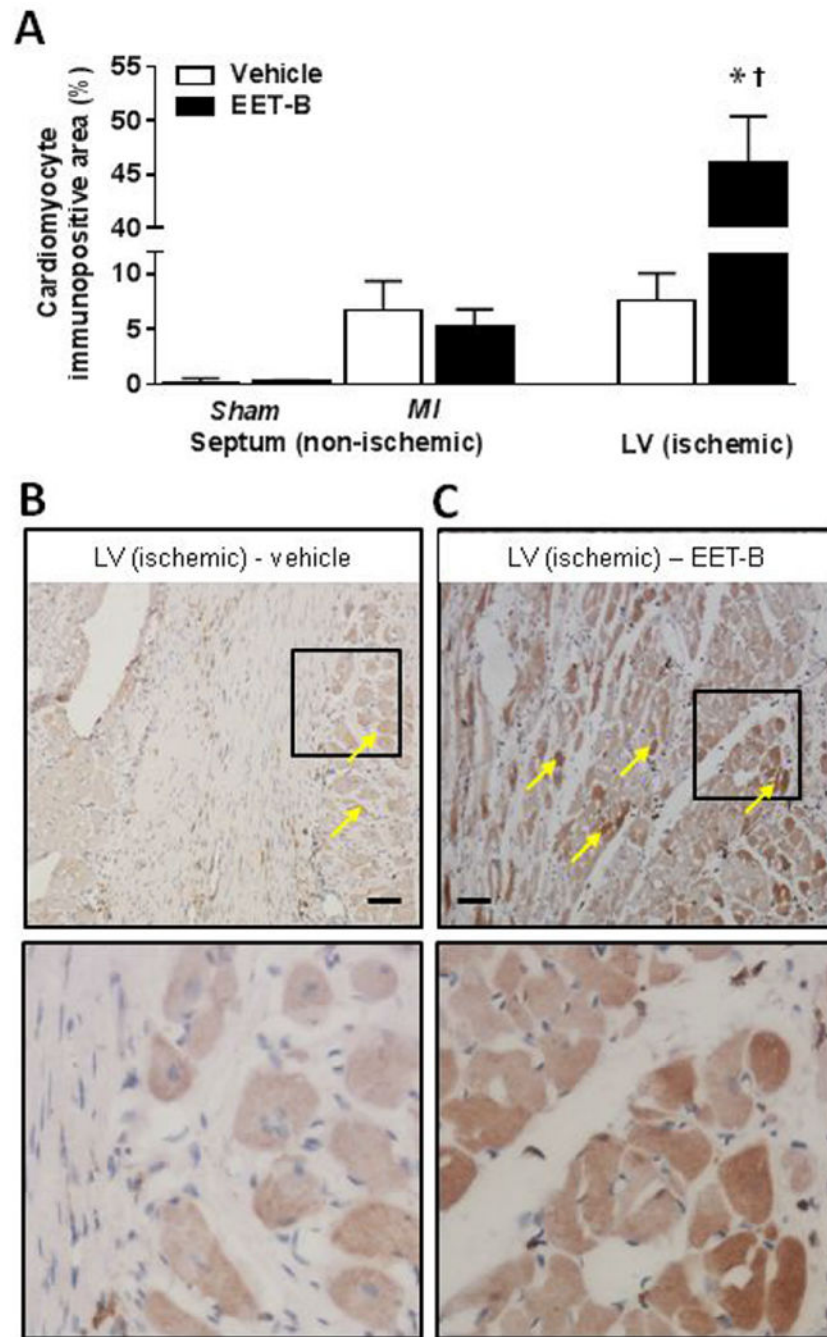 A
Cardiomyocyte
immunopositive area (%)
55
50
45
40
10
5
0
Vehicle
EET-B
* †
Sham
MI
Septum (non-ischemic)
LV (ischemic)
B
C
LV (ischemic) - vehicle
LV (ischemic) – EET-B